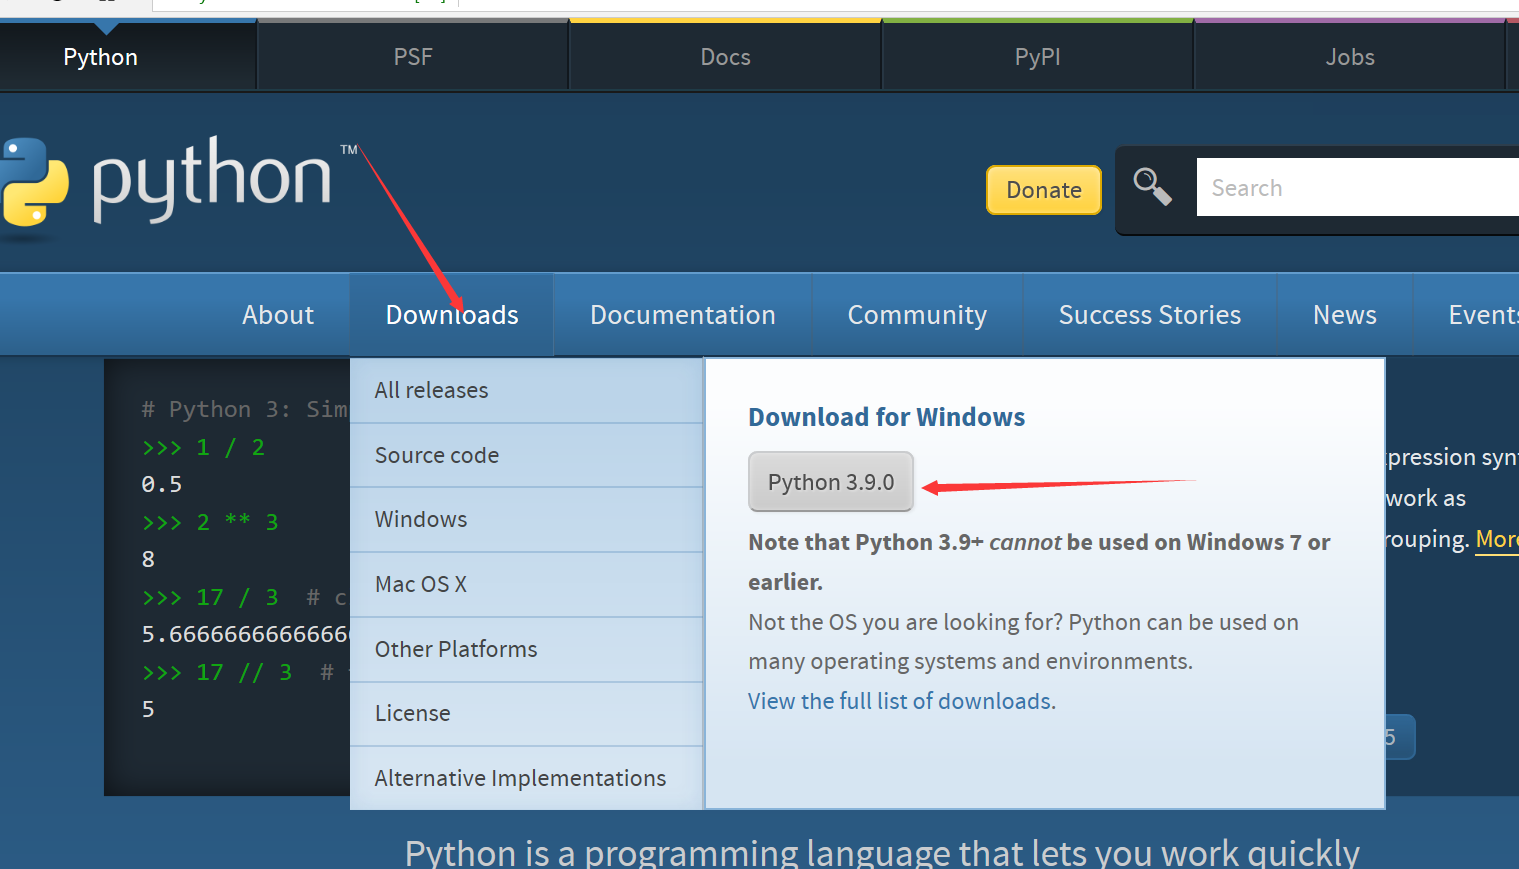 Python
PSF
Docs
PyPI
Jobs
python TM
Donate
Search
About
Downloads
Documentation
Community
Success Stories
News
Events
# Python 3: Sim
>>> 1 / 2
0.5
>>> 2 ** 3
8
>>> 17 / 3 # c
5.66666666666666
>>> 17 // 3 #
5
All releases
Source code
Windows
Mac OS X
Other Platforms
License
Alternative Implementations
Download for Windows
Python 3.9.0
Note that Python 3.9+ cannot be used on Windows 7 or
earlier.
Not the OS you are looking for? Python can be used on
many operating systems and environments.
View the full list of downloads.
pression syn
work as
rouping. More
5
Python is a programming language that lets you work quickly